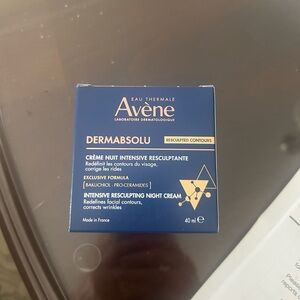 EAU THERMALE
Avène
LABORATOIRE DERMATOLOGIQUE
DERMABSOLU
RESCULPTED CONTOURS
CRÈME NUIT INTENSIVE RESCULPTANTE
Redéfinit les contours du visage,
corrige les rides
EXCLUSIVE FORMULA
[BAKUCHIOL · PRO-CERAMIDES]
INTENSIVE RESCULPTING NIGHT CREAM
Redefines facial contours,
corrects wrinkles
Made in France
40 ml ℮
Please
reports